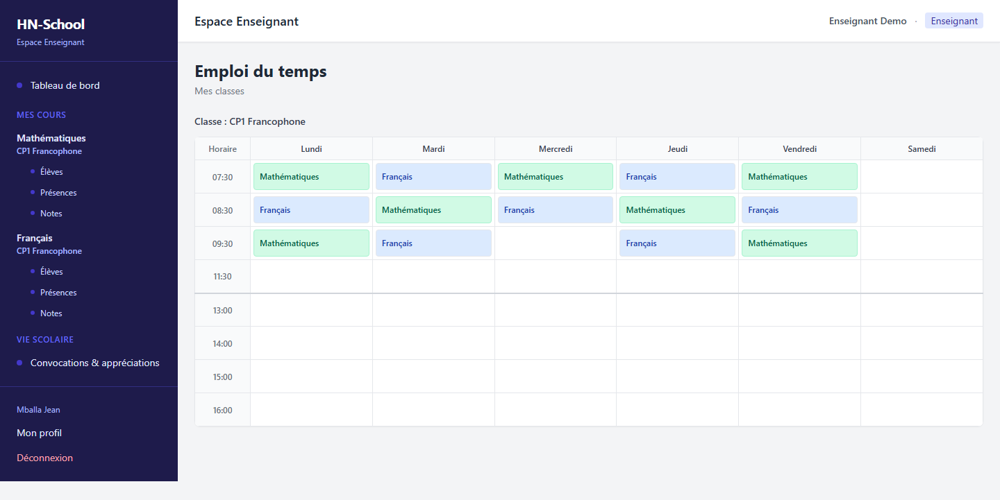 HN-School
Espace Enseignant
Tableau de bord
MES COURS
Mathématiques
CP1 Francophone
Élèves
Présences
Notes
Français
CP1 Francophone
Élèves
Présences
Notes
VIE SCOLAIRE
Convocations & appréciations
Mballa Jean
Mon profil
Déconnexion
Espace Enseignant
Enseignant Demo · Enseignant
Emploi du temps
Mes classes
Classe : CP1 Francophone
Horaire Lundi Mardi Mercredi Jeudi Vendredi Samedi
07:30 Mathématiques Français Mathématiques Français Mathématiques
08:30 Français Mathématiques Français Mathématiques Français
09:30 Mathématiques Français Français Mathématiques
11:30
13:00
14:00
15:00
16:00